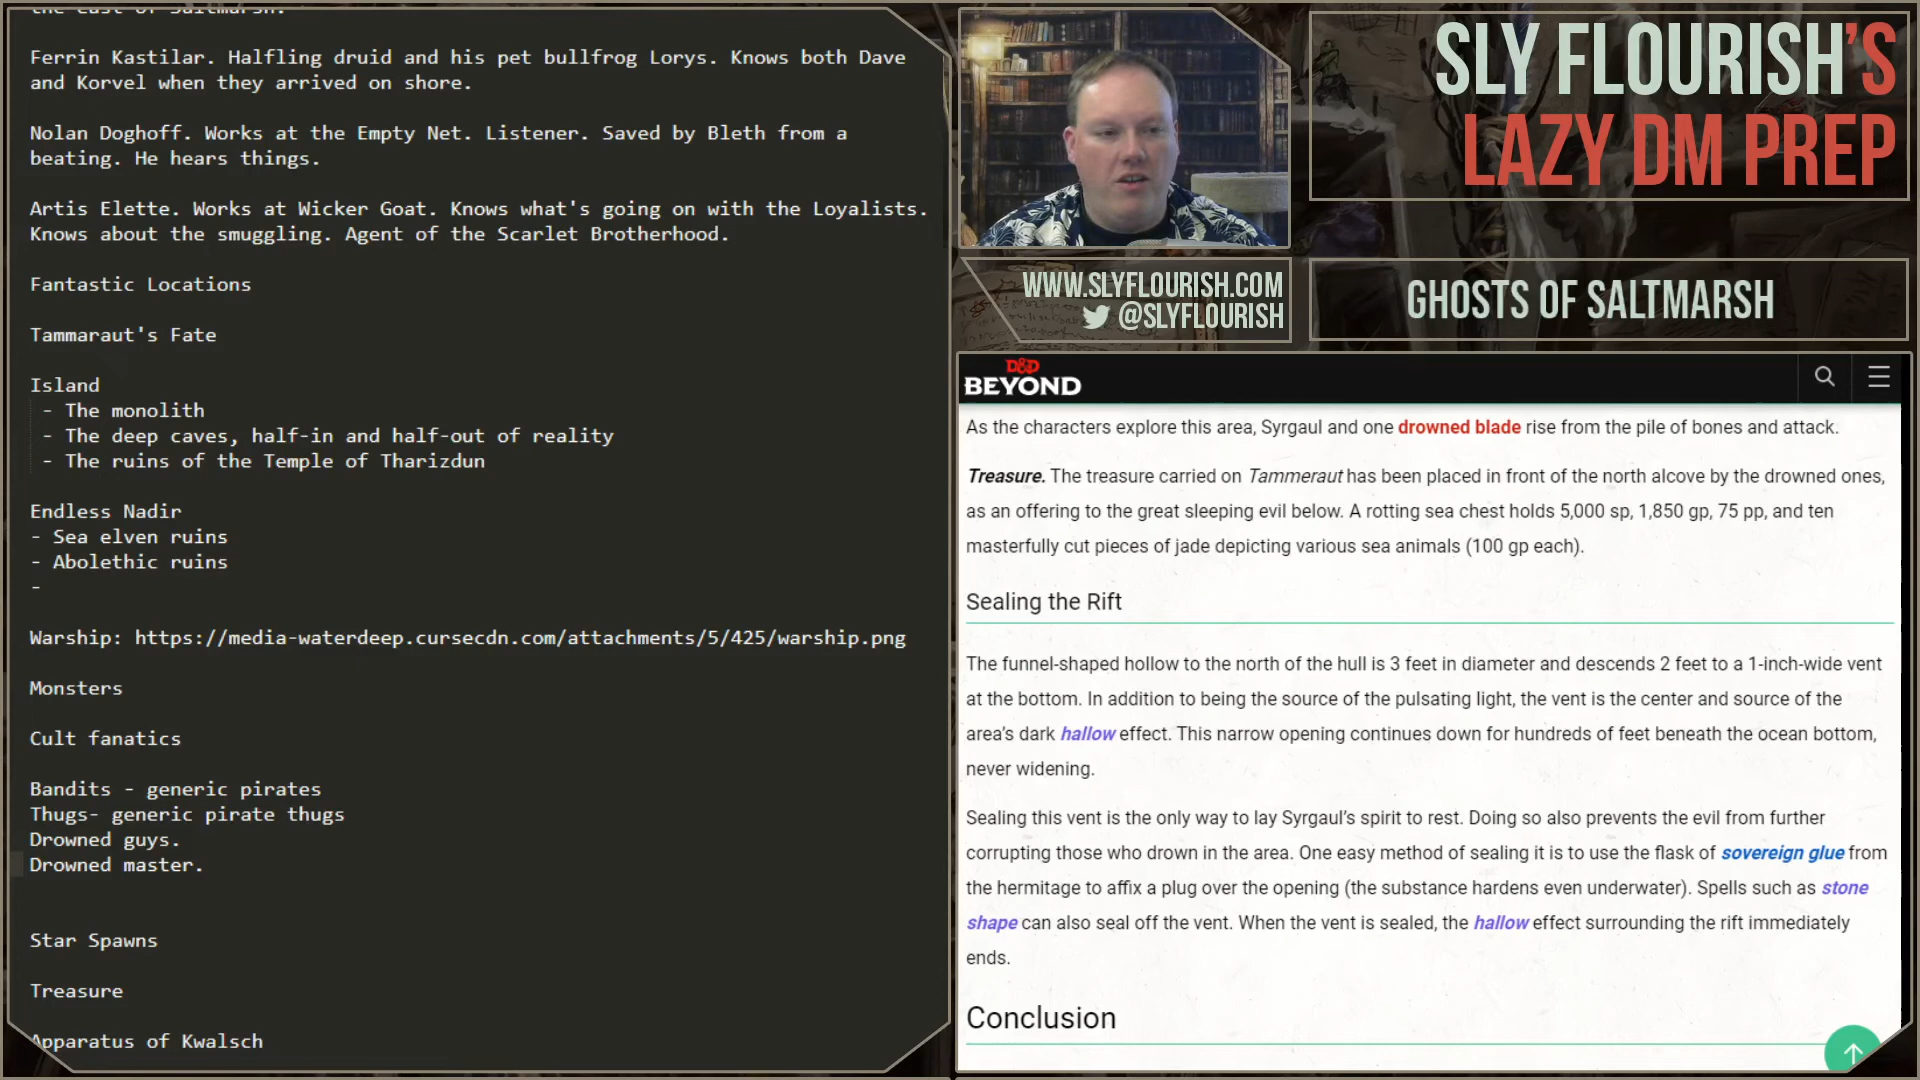 the East of Saltmarsh.
Ferrin Kastilar. Halfling druid and his pet bullfrog Lorys. Knows both Dave
and Korvel when they arrived on shore.
Nolan Doghoff. Works at the Empty Net. Listener. Saved by Bleth from a
beating. He hears things.
Artis Elette. Works at Wicker Goat. Knows what's going on with the Loyalists.
Knows about the smuggling. Agent of the Scarlet Brotherhood.
Fantastic Locations
Tammaraut's Fate
Island
- The monolith
- The deep caves, half-in and half-out of reality
- The ruins of the Temple of Tharizdun
Endless Nadir
- Sea elven ruins
- Abolethic ruins
-
Warship: https://media-waterdeep.cursecdn.com/attachments/5/425/warship.png
Monsters
Cult fanatics
Bandits - generic pirates
Thugs- generic pirate thugs
Drowned guys.
Drowned master.
Star Spawns
Treasure
Apparatus of Kwalsch
WWW.SLYFLOURISH.COM
@SLYFLOURISH
SLY FLOURISH'S
LAZY DM PREP
GHOSTS OF SALTMARSH
D&D
BEYOND
As the characters explore this area, Syrgaul and one drowned blade rise from the pile of bones and attack.
Treasure. The treasure carried on Tammeraut has been placed in front of the north alcove by the drowned ones,
as an offering to the great sleeping evil below. A rotting sea chest holds 5,000 sp, 1,850 gp, 75 pp, and ten
masterfully cut pieces of jade depicting various sea animals (100 gp each).
Sealing the Rift
The funnel-shaped hollow to the north of the hull is 3 feet in diameter and descends 2 feet to a 1-inch-wide vent
at the bottom. In addition to being the source of the pulsating light, the vent is the center and source of the
area's dark hallow effect. This narrow opening continues down for hundreds of feet beneath the ocean bottom,
never widening.
Sealing this vent is the only way to lay Syrgaul's spirit to rest. Doing so also prevents the evil from further
corrupting those who drown in the area. One easy method of sealing it is to use the flask of sovereign glue from
the hermitage to affix a plug over the opening (the substance hardens even underwater). Spells such as stone
shape can also seal off the vent. When the vent is sealed, the hallow effect surrounding the rift immediately
ends.
Conclusion